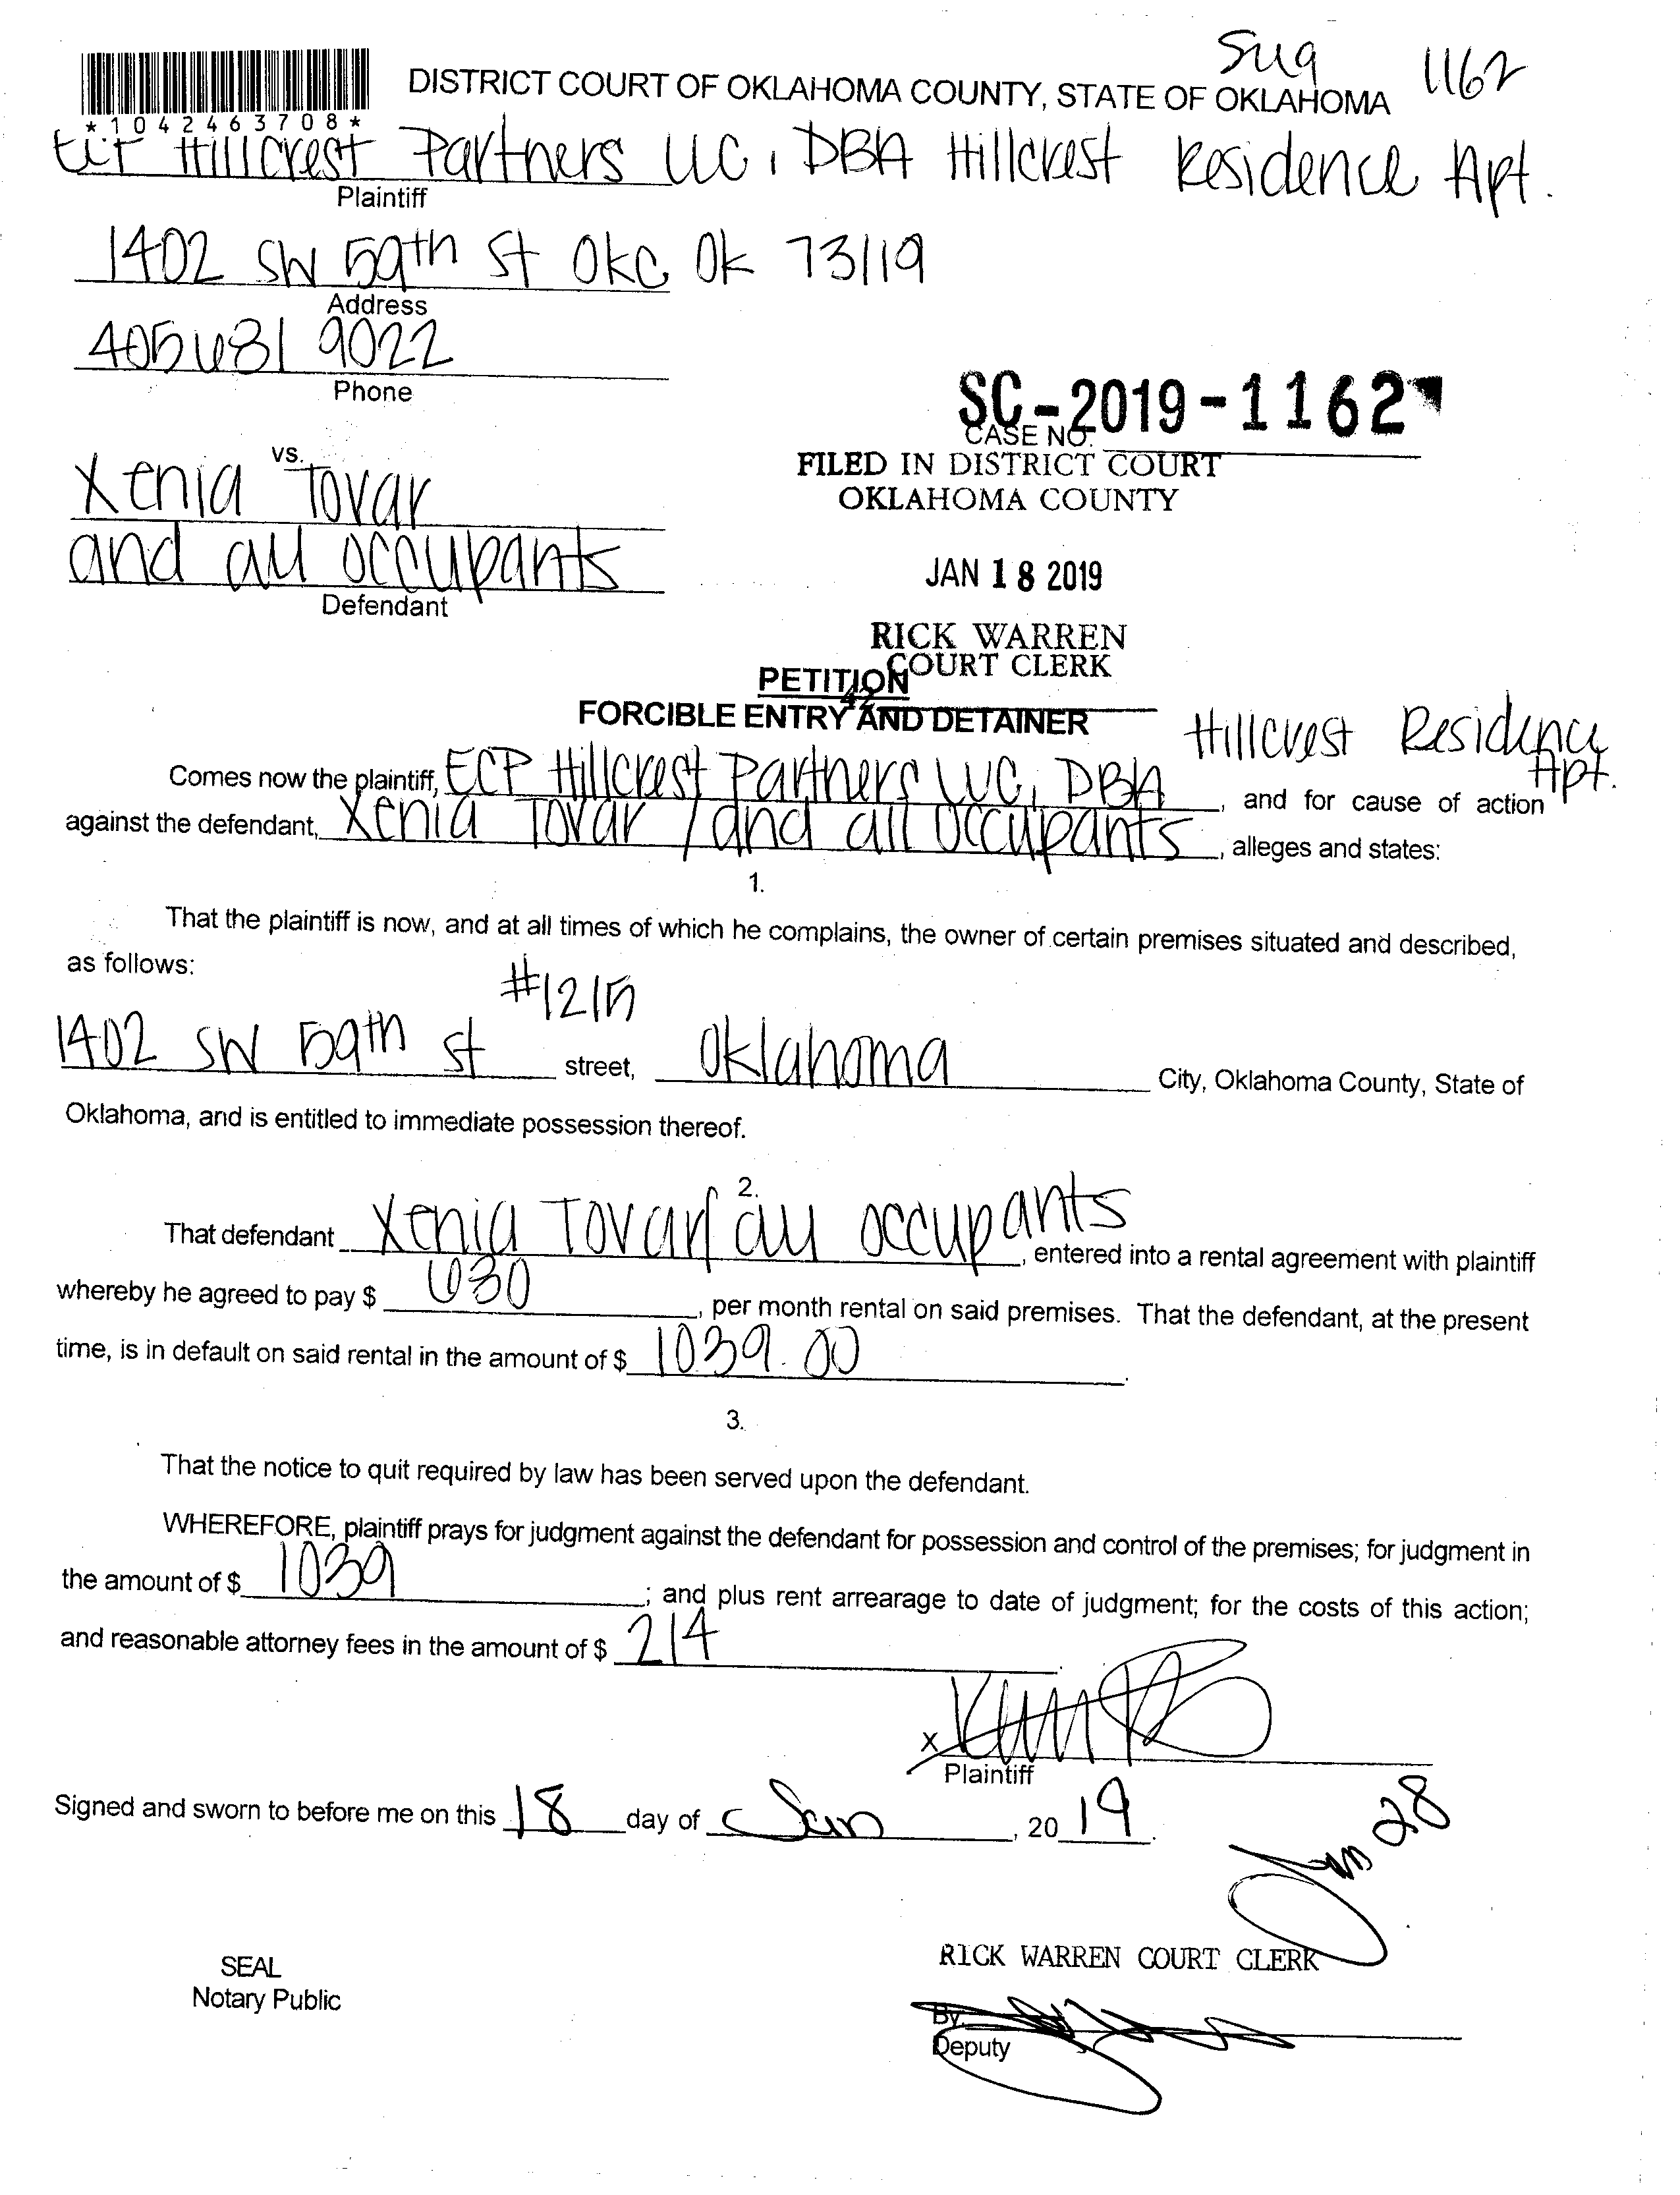 Sug 1162
DISTRICT COURT OF OKLAHOMA COUNTY, STATE OF OKLAHOMA
*1042463708*
ECP Hillcrest Partners LLC, DBA Hillcrest Residence Apt.
Plaintiff
1402 SW 59th St OKC OK 73119
Address
405 681 9022
Phone
SC-2019-1162
CASE NO.
vs.
Xenia Tovar
FILED IN DISTRICT COURT
OKLAHOMA COUNTY
and all occupants
Defendant
JAN 18 2019
RICK WARREN
COURT CLERK
PETITION
42
FORCIBLE ENTRY AND DETAINER
Hillcrest Residence Apt.
Comes now the plaintiff, ECP Hillcrest Partners LLC, DBA, and for cause of action
against the defendant, Xenia Tovar / and all occupants, alleges and states:
1.
That the plaintiff is now, and at all times of which he complains, the owner of certain premises situated and described,
as follows:
#1215
1402 SW 59th St street, Oklahoma City, Oklahoma County, State of
Oklahoma, and is entitled to immediate possession thereof.
2.
That defendant Xenia Tovar/ all occupants, entered into a rental agreement with plaintiff
whereby he agreed to pay $ 630, per month rental on said premises. That the defendant, at the present
time, is in default on said rental in the amount of $ 1039.00.
3.
That the notice to quit required by law has been served upon the defendant.
WHEREFORE, plaintiff prays for judgment against the defendant for possession and control of the premises; for judgment in
the amount of $ 1039; and plus rent arrearage to date of judgment; for the costs of this action;
and reasonable attorney fees in the amount of $ 214.
X
Plaintiff
Signed and sworn to before me on this 18 day of Jan, 2019.
Jan 28
RICK WARREN COURT CLERK
SEAL
Notary Public
By
Deputy